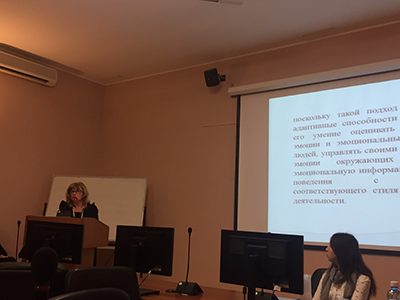 поскольку такой подход
адаптивные способности
его умение оценивать
эмоции и эмоциональны
людей, управлять своими
эмоции окружающих
эмоциональную информа
поведения с
соответствующего стиля
деятельности.